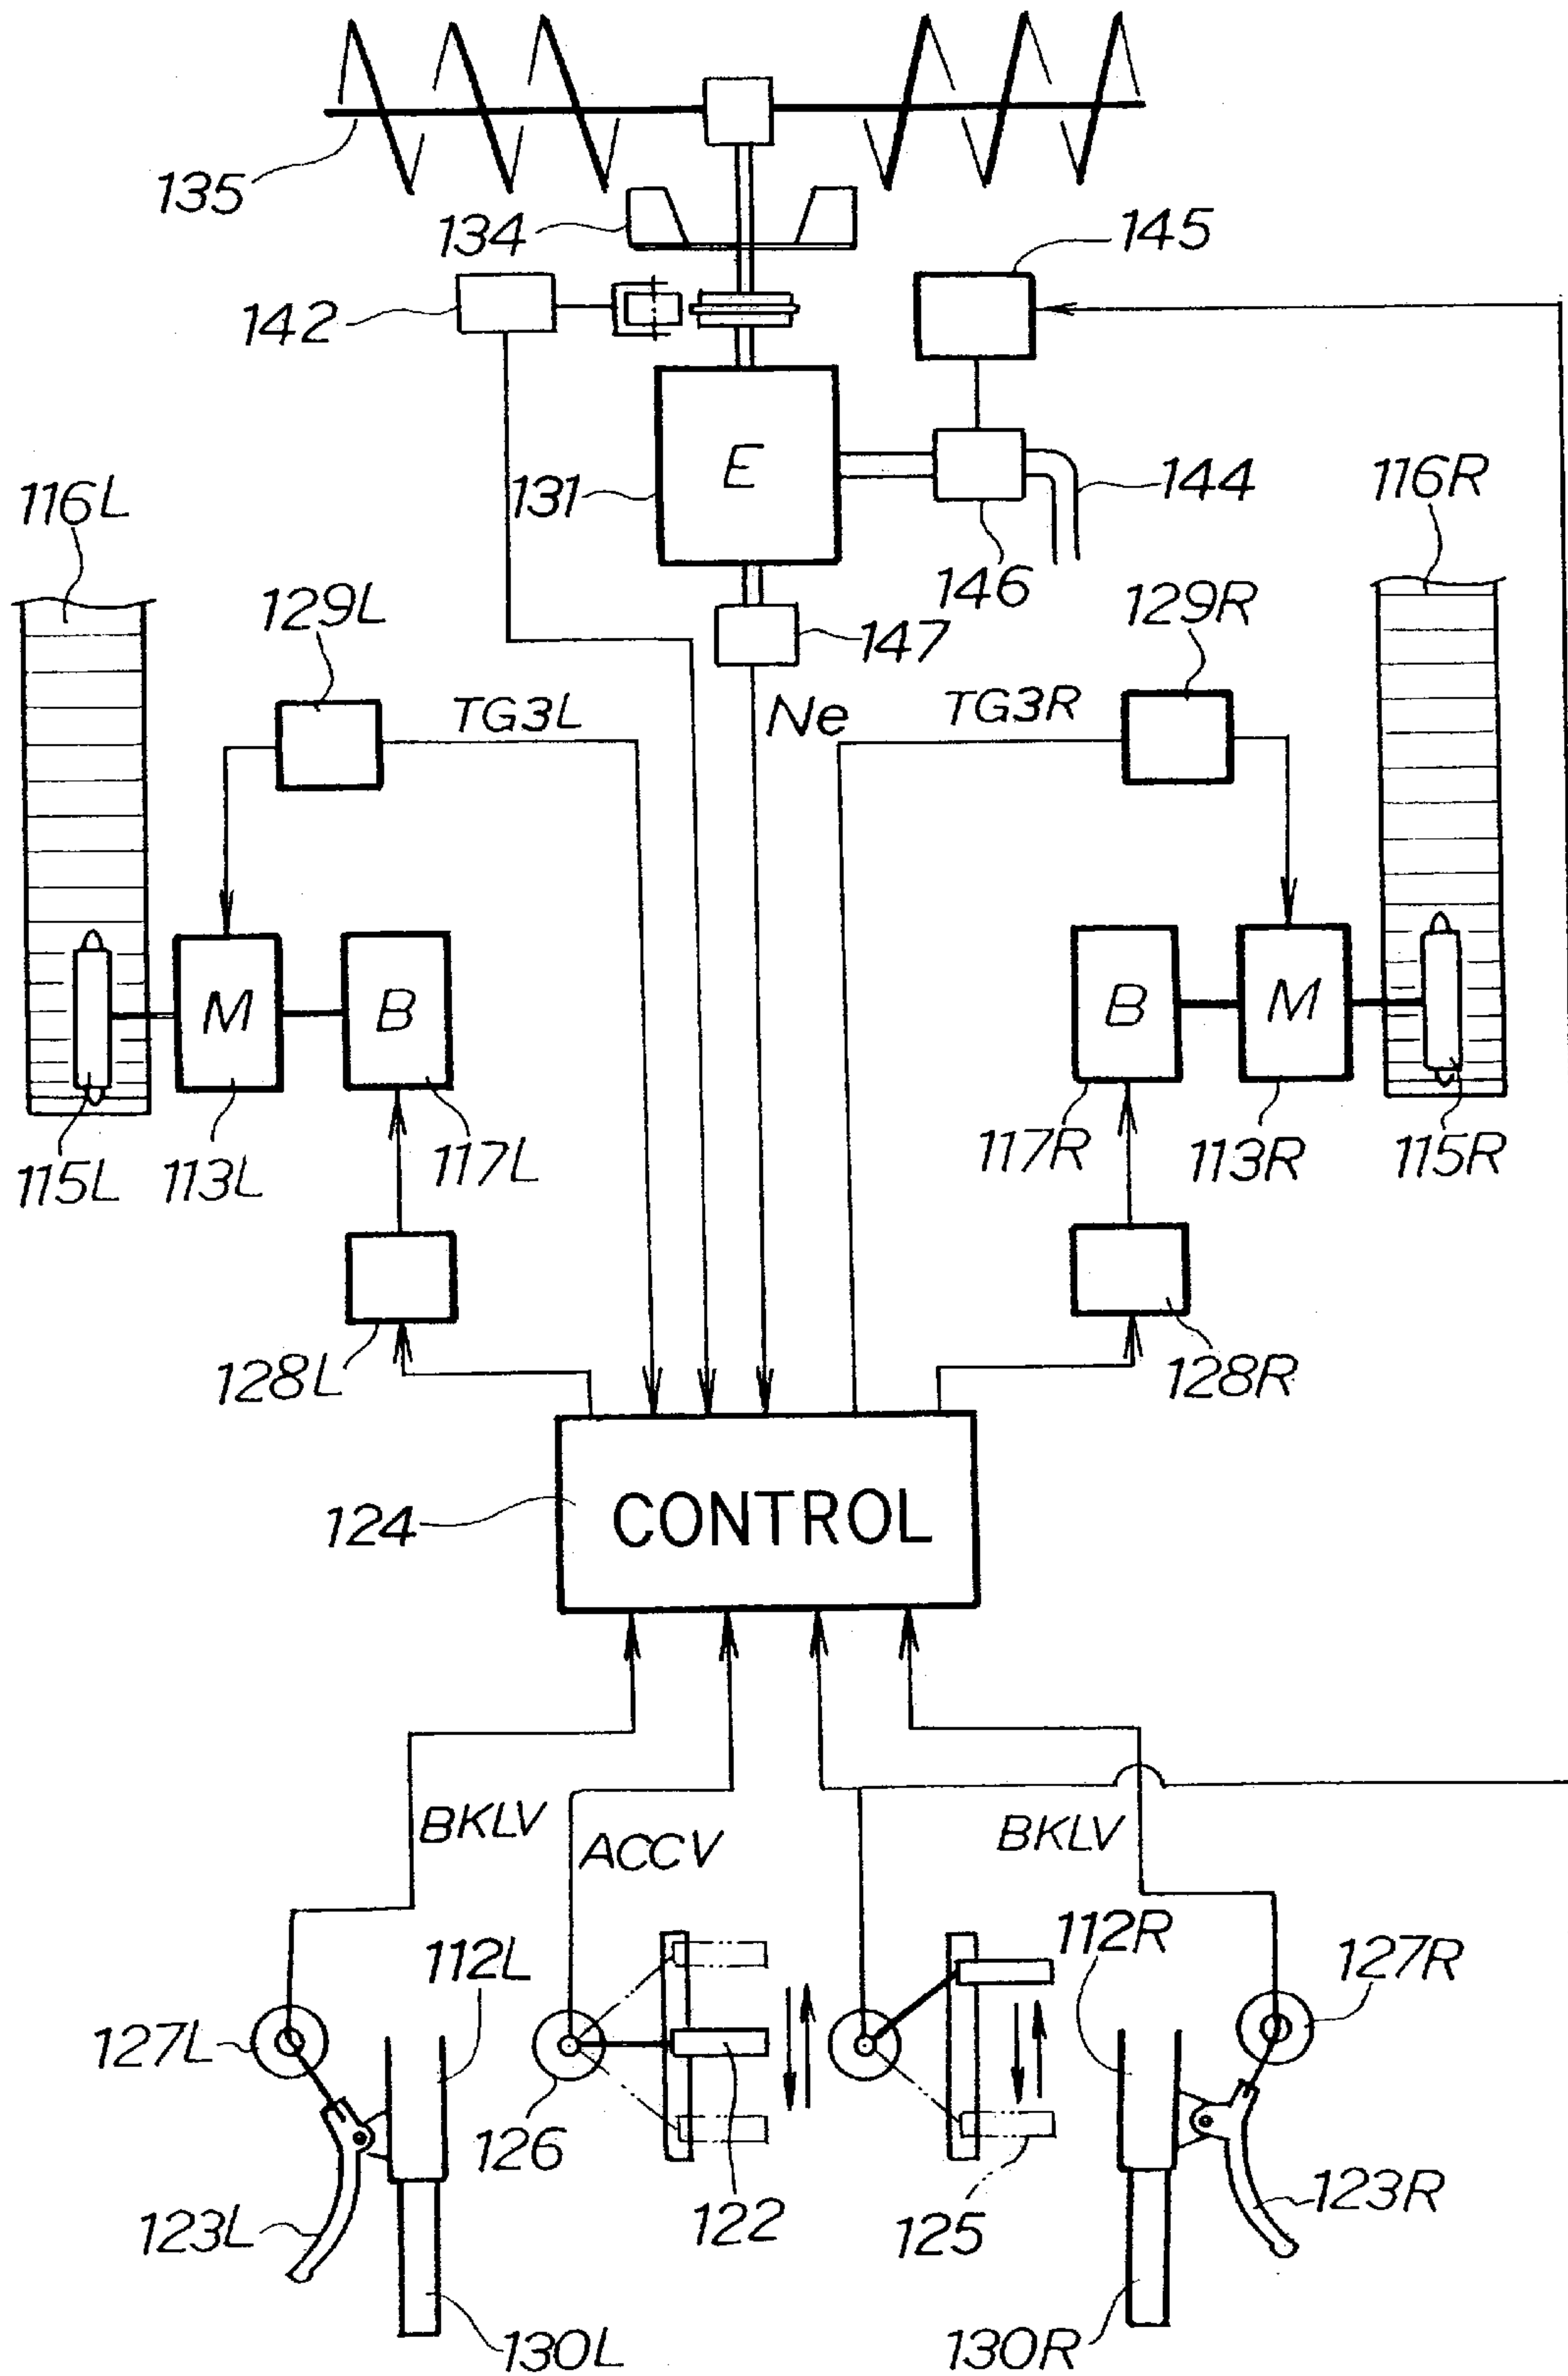 135
134
145
142
E
131
144
116L
116R
146
129L
129R
147
TG3L
Ne
TG3R
M
B
B
M
115L
113L
117L
117R
113R
115R
128L
128R
124
CONTROL
BKLV
ACCV
BKLV
112L
112R
127R
127L
126
122
125
123L
123R
130L
130R